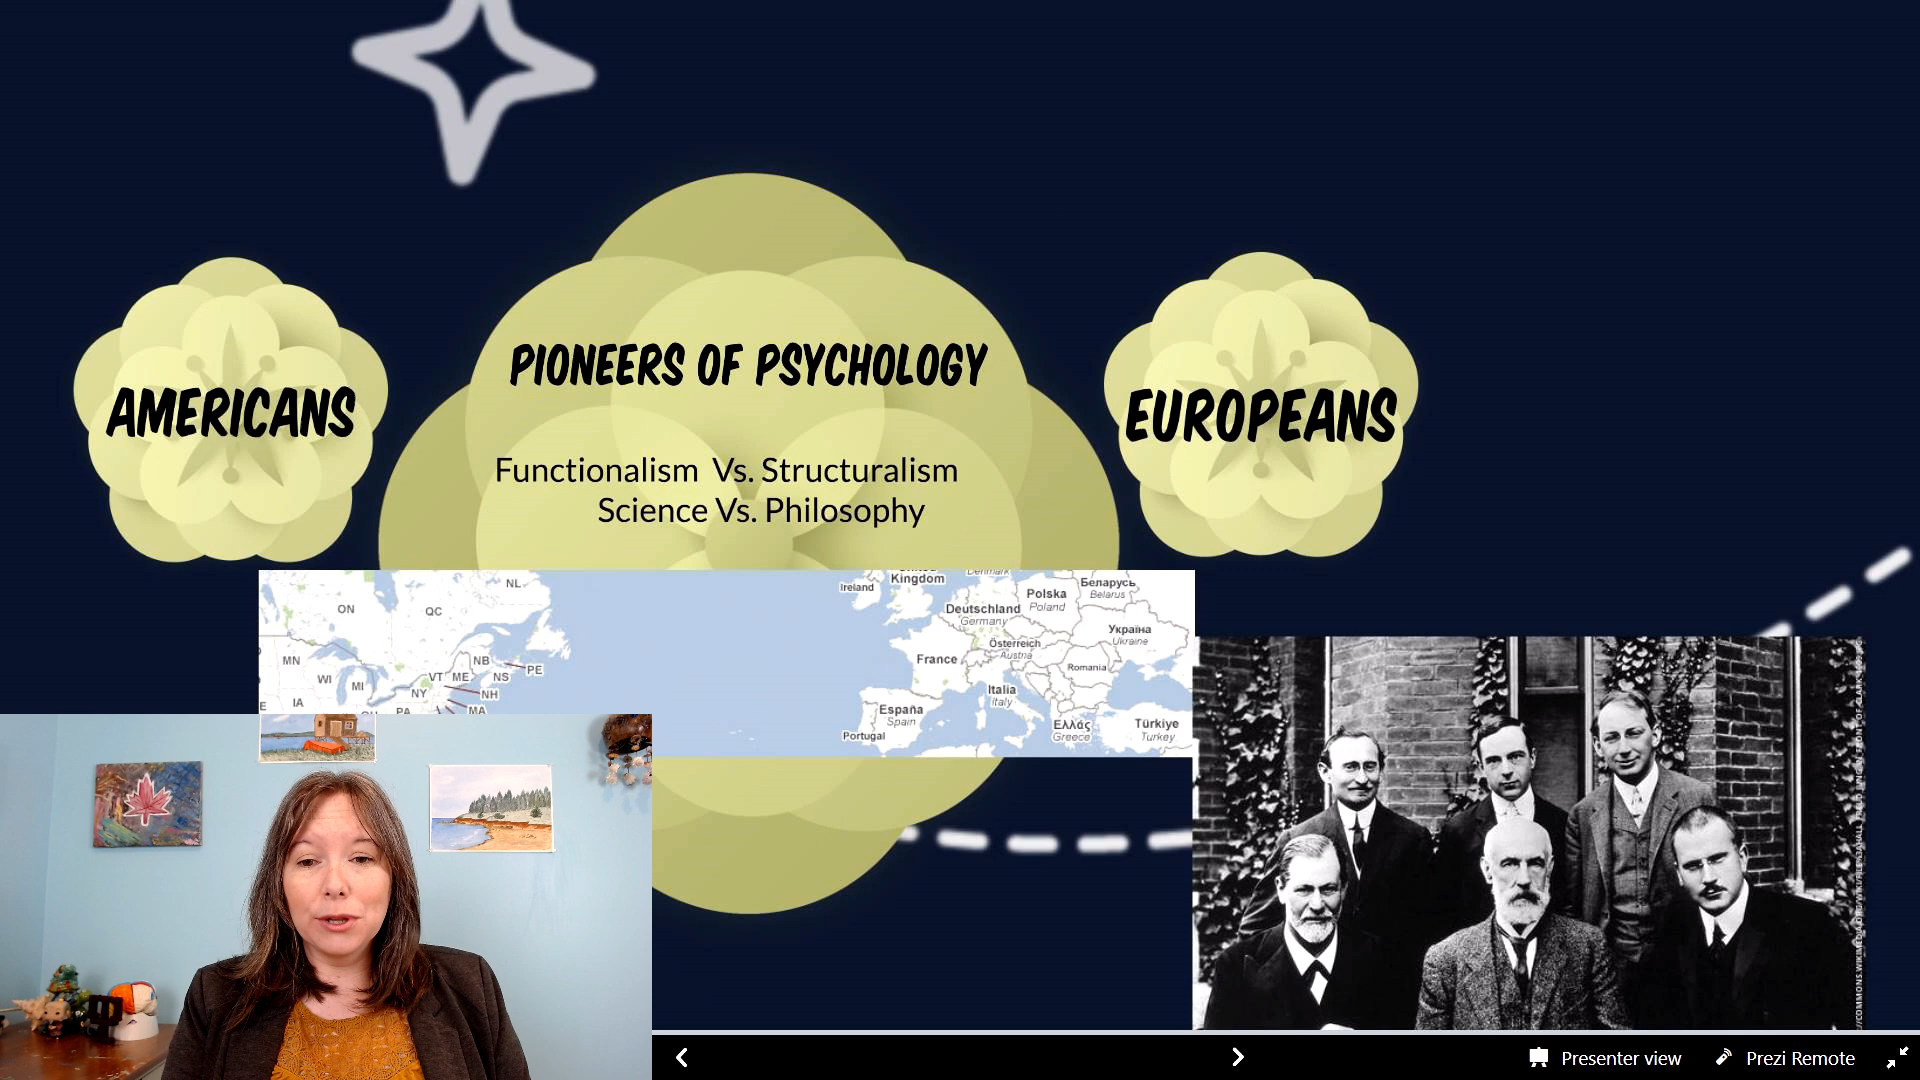 PIONEERS OF PSYCHOLOGY
AMERICANS
EUROPEANS
Functionalism Vs. Structuralism
Science Vs. Philosophy
NL
ON
QC
MN
WI
MI
IA
VT
ME
NB
NS
PE
NY
NH
PA
MA
Ireland
Kingdom
Denmark
Deutschland
Germany
Polska
Poland
Беларусь
Belarus
Україна
Ukraine
Österreich
Austria
France
Romania
Italia
Italy
España
Spain
Portugal
Ελλάς
Greece
Türkiye
Turkey
Presenter view
Prezi Remote